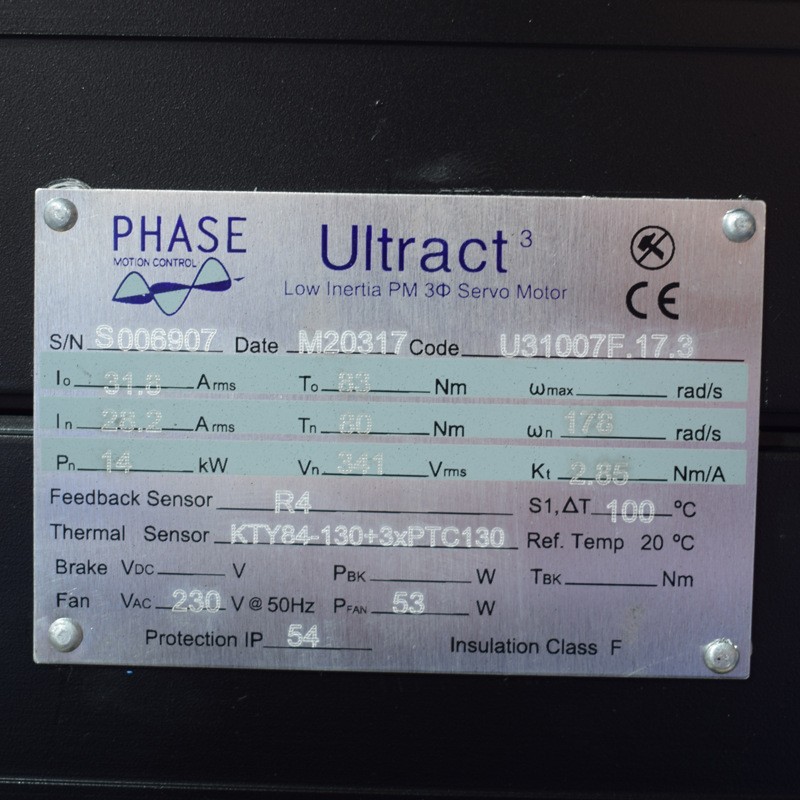 PHASE
MOTION CONTROL
Ultract 3
Low Inertia PM 3Φ Servo Motor
CE
S/N S006907 Date M20317 Code U31007F.17.3
Io 31.8 Arms To 83 Nm ωmax rad/s
In 28.2 Arms Tn 80 Nm ωn 178 rad/s
Pn 14 kW Vn 341 Vrms Kt 2.85 Nm/A
Feedback Sensor R4 S1,ΔT 100 ºC
Thermal Sensor KTY84-130+3xPTC130 Ref. Temp 20 ºC
Brake VDC V PBK W TBK Nm
Fan VAC 230 V @ 50Hz PFAN 53 W
Protection IP 54 Insulation Class F